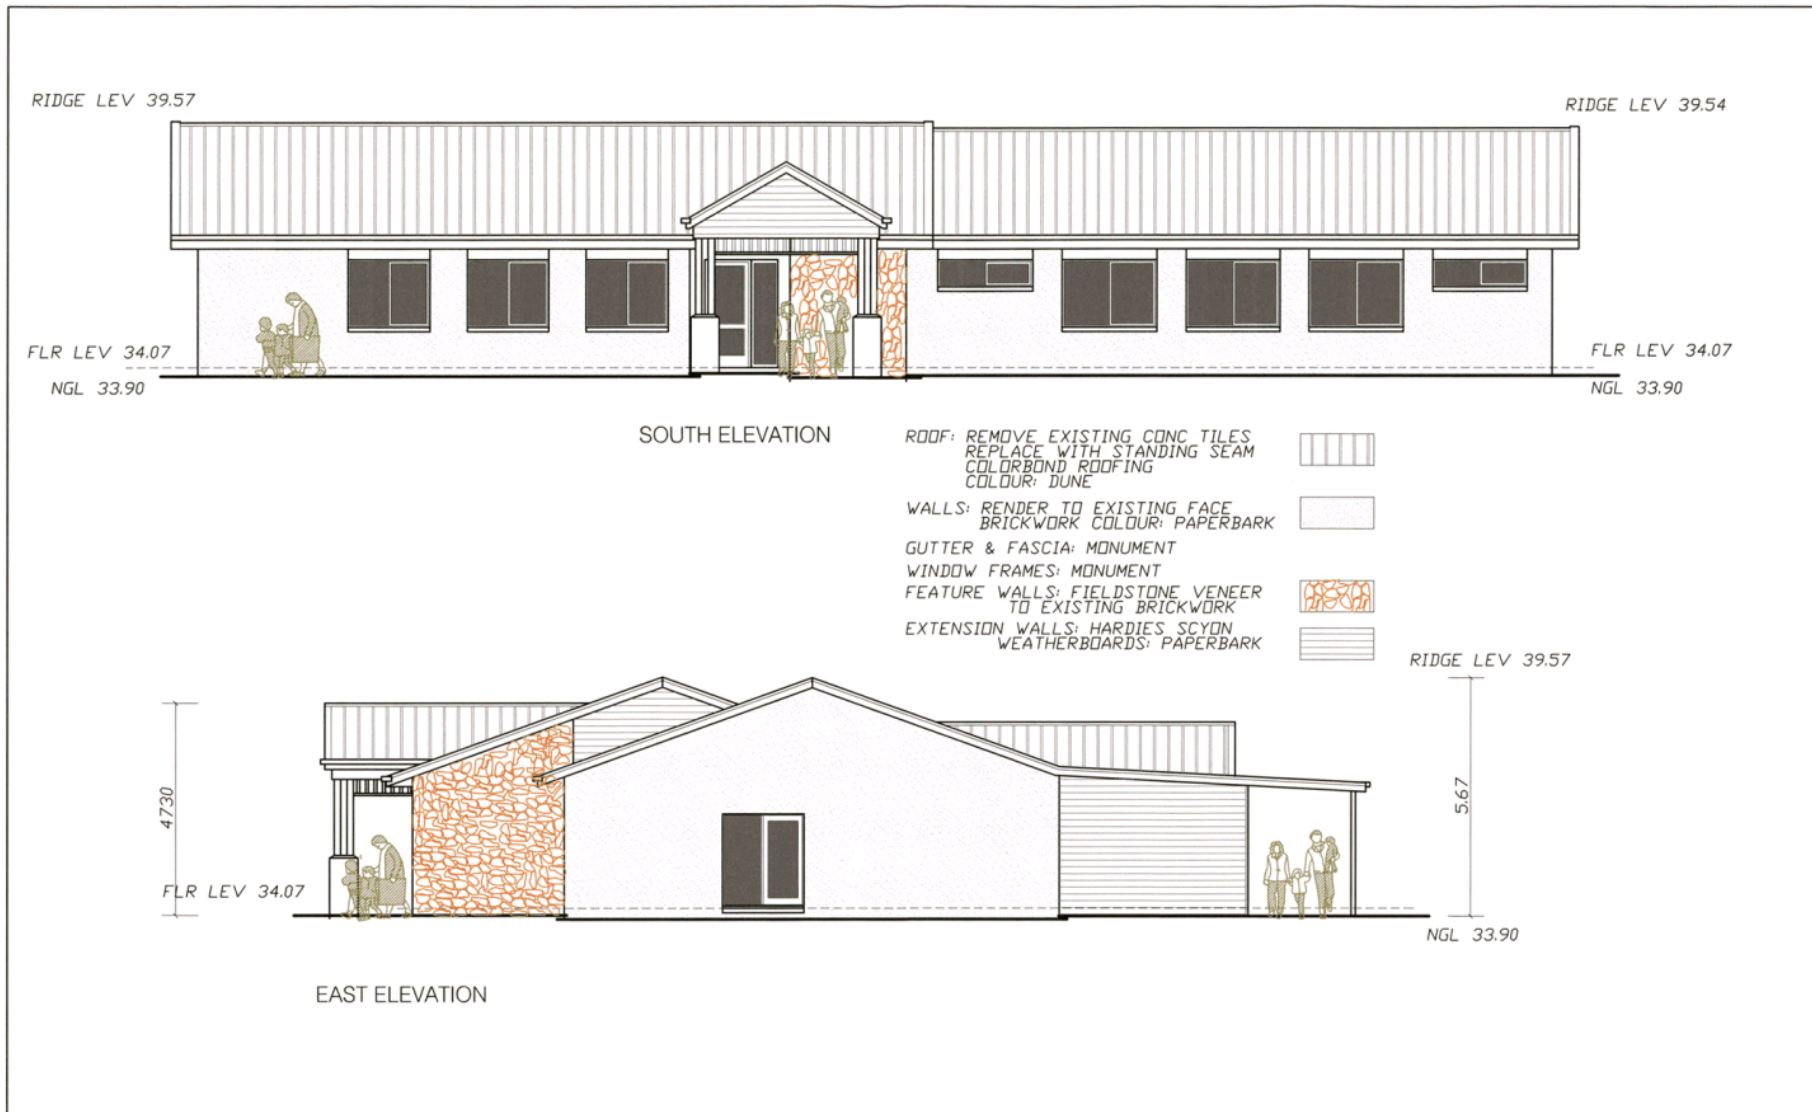 RIDGE LEV 39.57
RIDGE LEV 39.54
FLR LEV 34.07
FLR LEV 34.07
NGL 33.90
NGL 33.90
SOUTH ELEVATION
ROOF: REMOVE EXISTING CONC TILES
REPLACE WITH STANDING SEAM
COLORBOND ROOFING
COLOUR: DUNE
WALLS: RENDER TO EXISTING FACE
BRICKWORK COLOUR: PAPERBARK
GUTTER & FASCIA: MONUMENT
WINDOW FRAMES: MONUMENT
FEATURE WALLS: FIELDSTONE VENEER
TO EXISTING BRICKWORK
EXTENSION WALLS: HARDIES SCYON
WEATHERBOARDS: PAPERBARK
RIDGE LEV 39.57
4730
5.67
FLR LEV 34.07
NGL 33.90
EAST ELEVATION